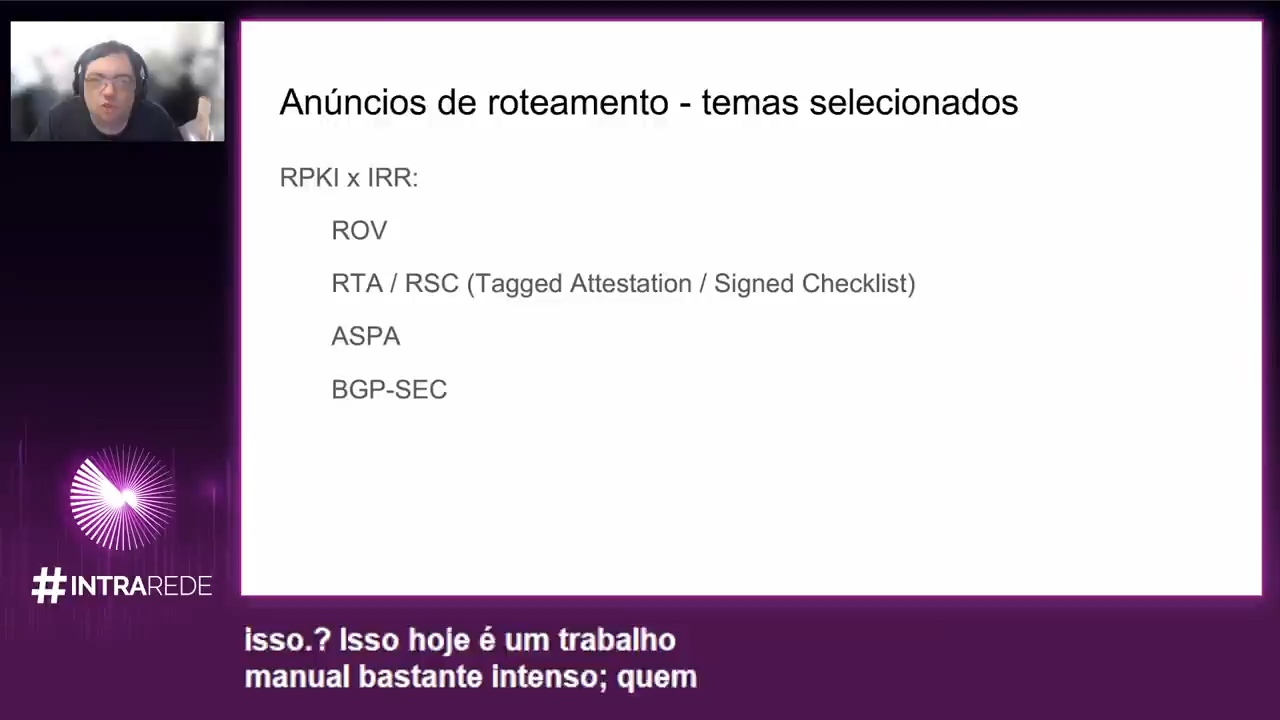 Anúncios de roteamento - temas selecionados
RPKI x IRR:
ROV
RTA / RSC (Tagged Attestation / Signed Checklist)
ASPA
BGP-SEC
#INTRAREDE
isso.? Isso hoje é um trabalho
manual bastante intenso; quem